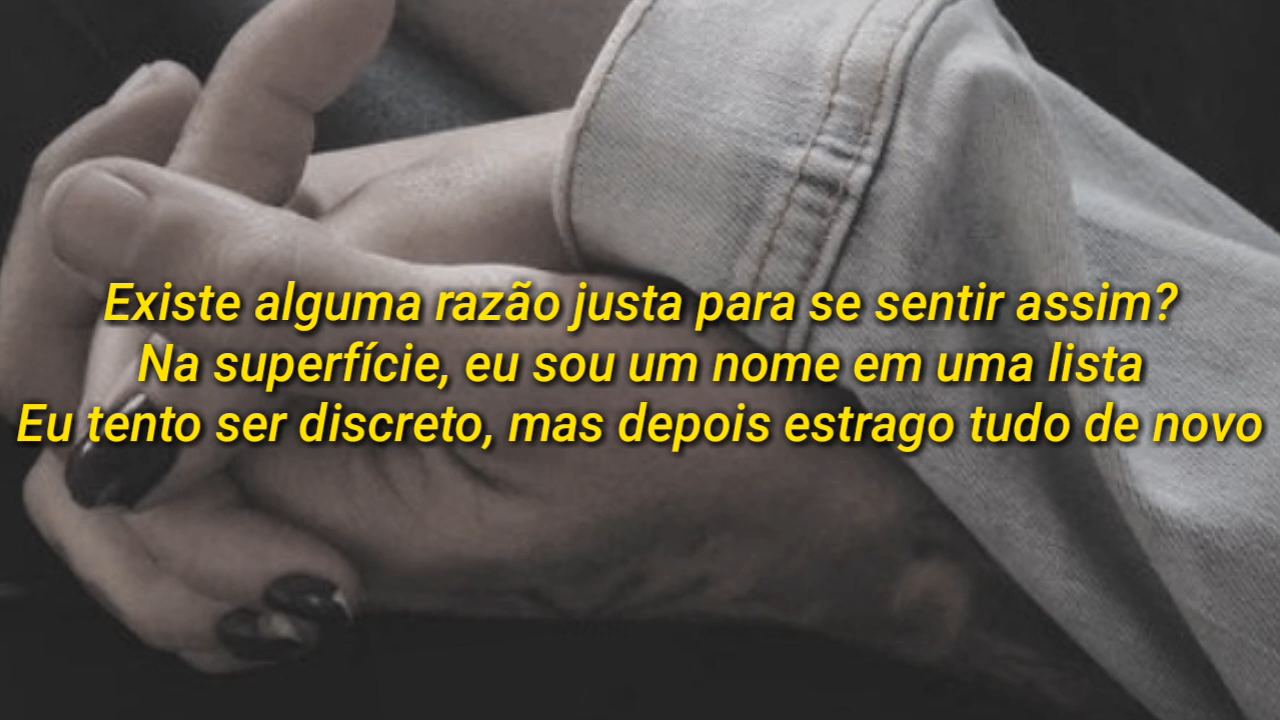 Existe alguma razão justa para se sentir assim?
Na superfície, eu sou um nome em uma lista
Eu tento ser discreto, mas depois estrago tudo de novo